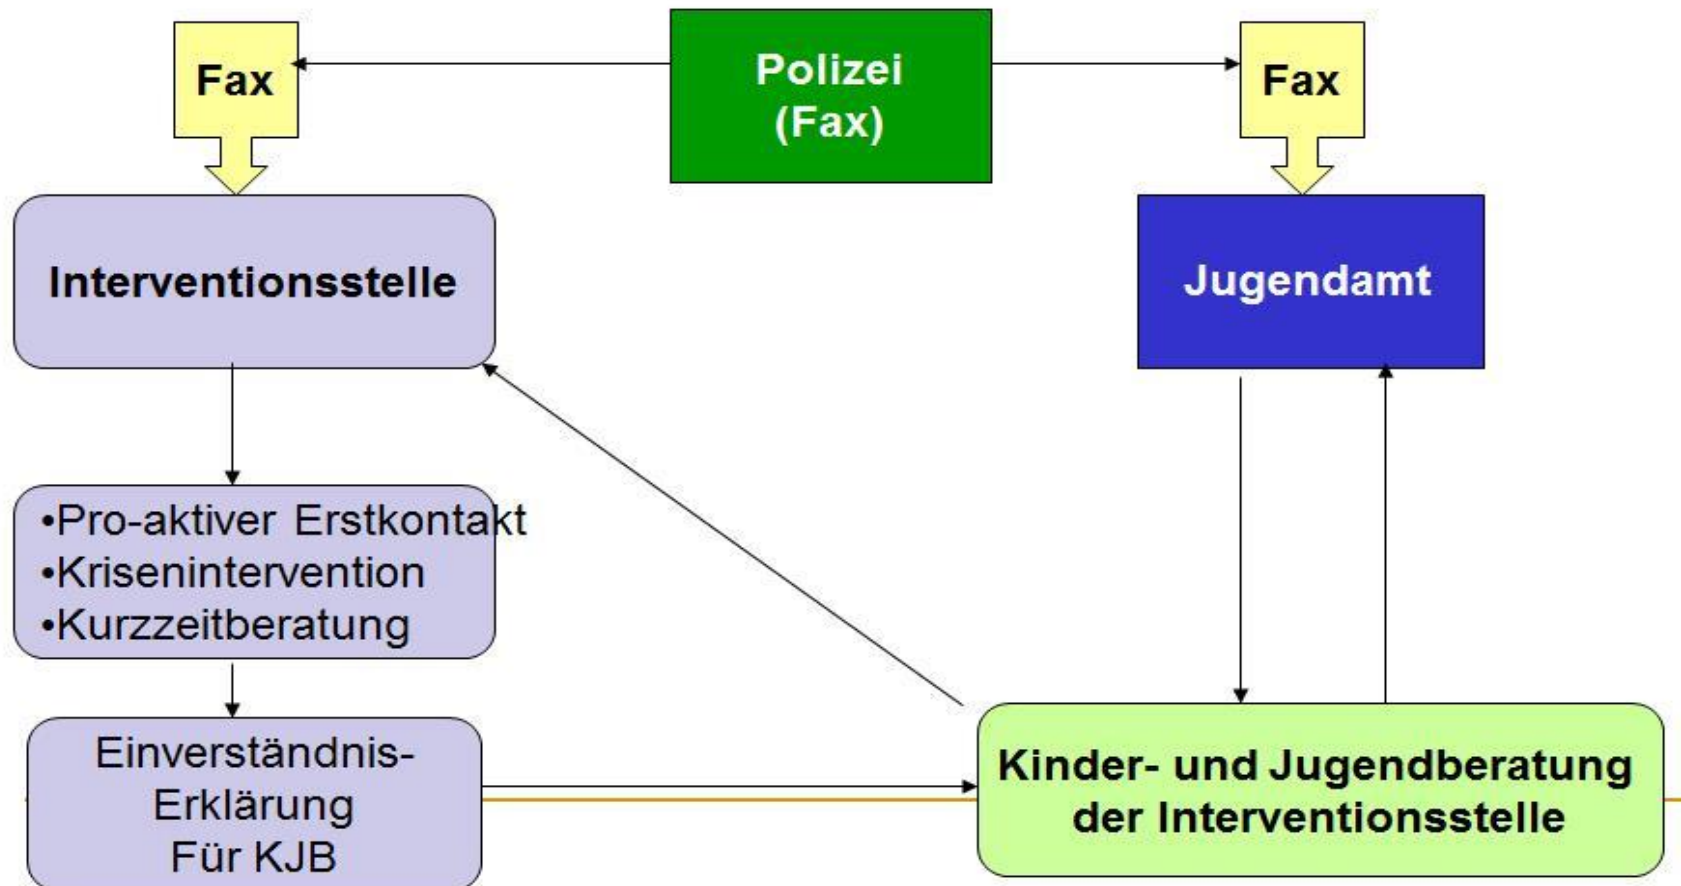 Fax
Polizei
(Fax)
Fax
Interventionsstelle
Jugendamt
•Pro-aktiver Erstkontakt
•Krisenintervention
•Kurzzeitberatung
Einverständnis-
Erklärung
Für KJB
Kinder- und Jugendberatung
der Interventionsstelle